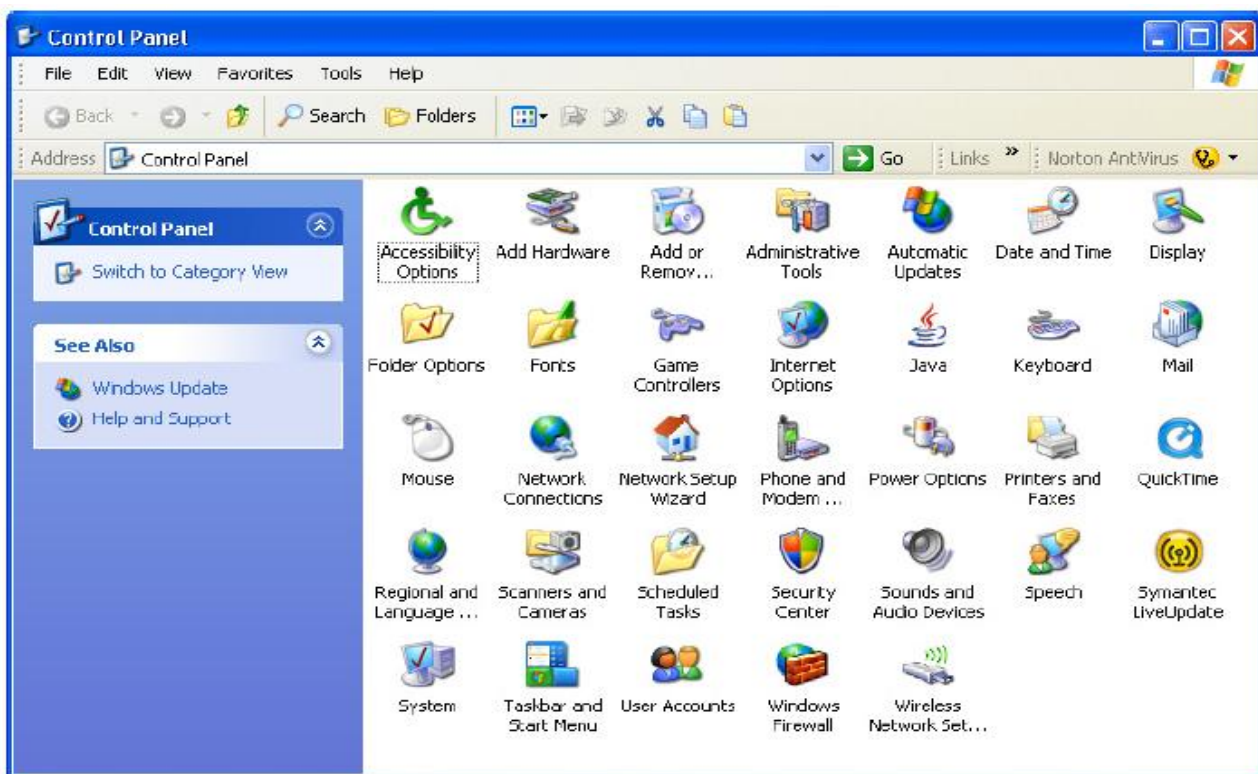 Control Panel
File Edit View Favorites Tools Help
Back Search Folders
Address Control Panel Go Links » Norton AntiVirus
Control Panel
Switch to Category View
See Also
Windows Update
Help and Support
Accessibility Options
Add Hardware
Add or Remov...
Administrative Tools
Automatic Updates
Date and Time
Display
Folder Options
Fonts
Game Controllers
Internet Options
Java
Keyboard
Mail
Mouse
Network Connections
Network Setup Wizard
Phone and Modem ...
Power Options
Printers and Faxes
QuickTime
Regional and Language ...
Scanners and Cameras
Scheduled Tasks
Security Center
Sounds and Audio Devices
Speech
Symantec LiveUpdate
System
Taskbar and Start Menu
User Accounts
Windows Firewall
Wireless Network Set...